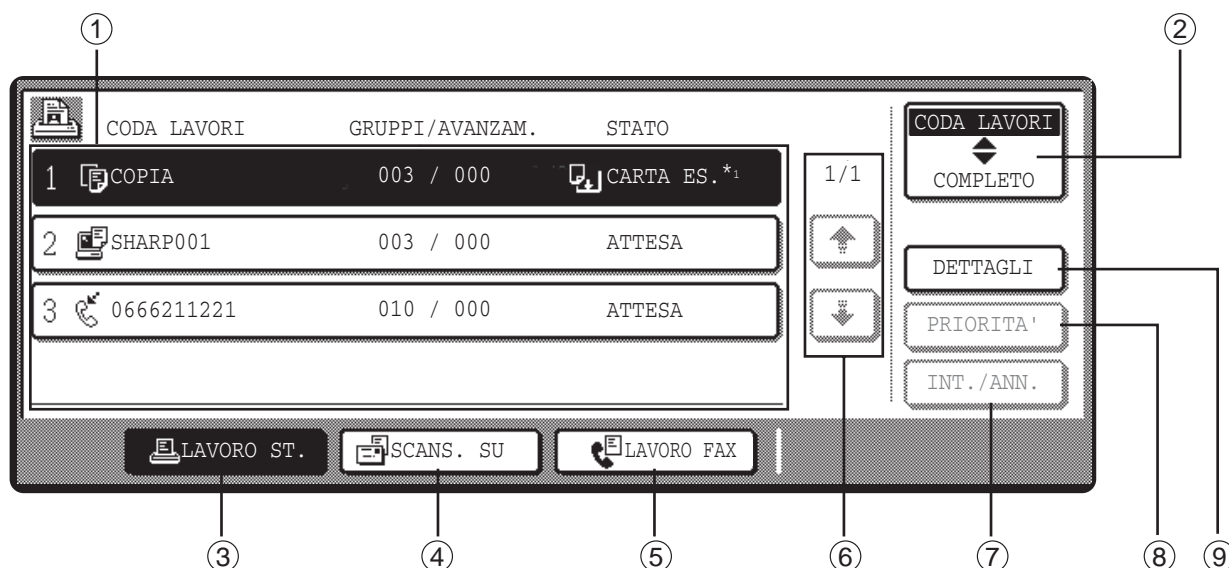 ① ②
CODA LAVORI GRUPPI/AVANZAM. STATO
CODA LAVORI
COMPLETO
1 COPIA 003 / 000 CARTA ES.*1
1/1
2 SHARP001 003 / 000 ATTESA
DETTAGLI
3 0666211221 010 / 000 ATTESA
PRIORITA'
INT./ANN.
LAVORO ST. SCANS. SU LAVORO FAX
③ ④ ⑤ ⑥ ⑦ ⑧ ⑨